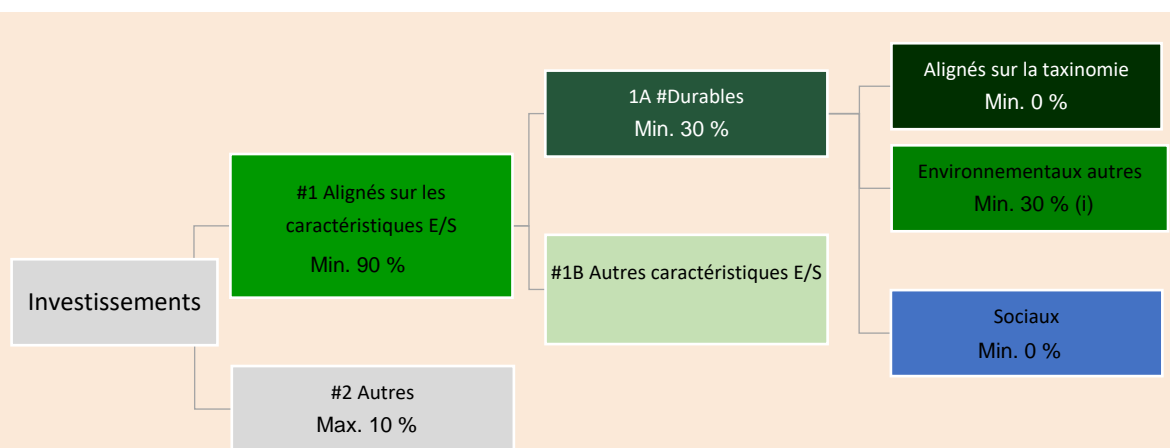 Investissements
#1 Alignés sur les
caractéristiques E/S
Min. 90 %
#2 Autres
Max. 10 %
1A #Durables
Min. 30 %
#1B Autres caractéristiques E/S
Alignés sur la taxinomie
Min. 0 %
Environnementaux autres
Min. 30 % (i)
Sociaux
Min. 0 %